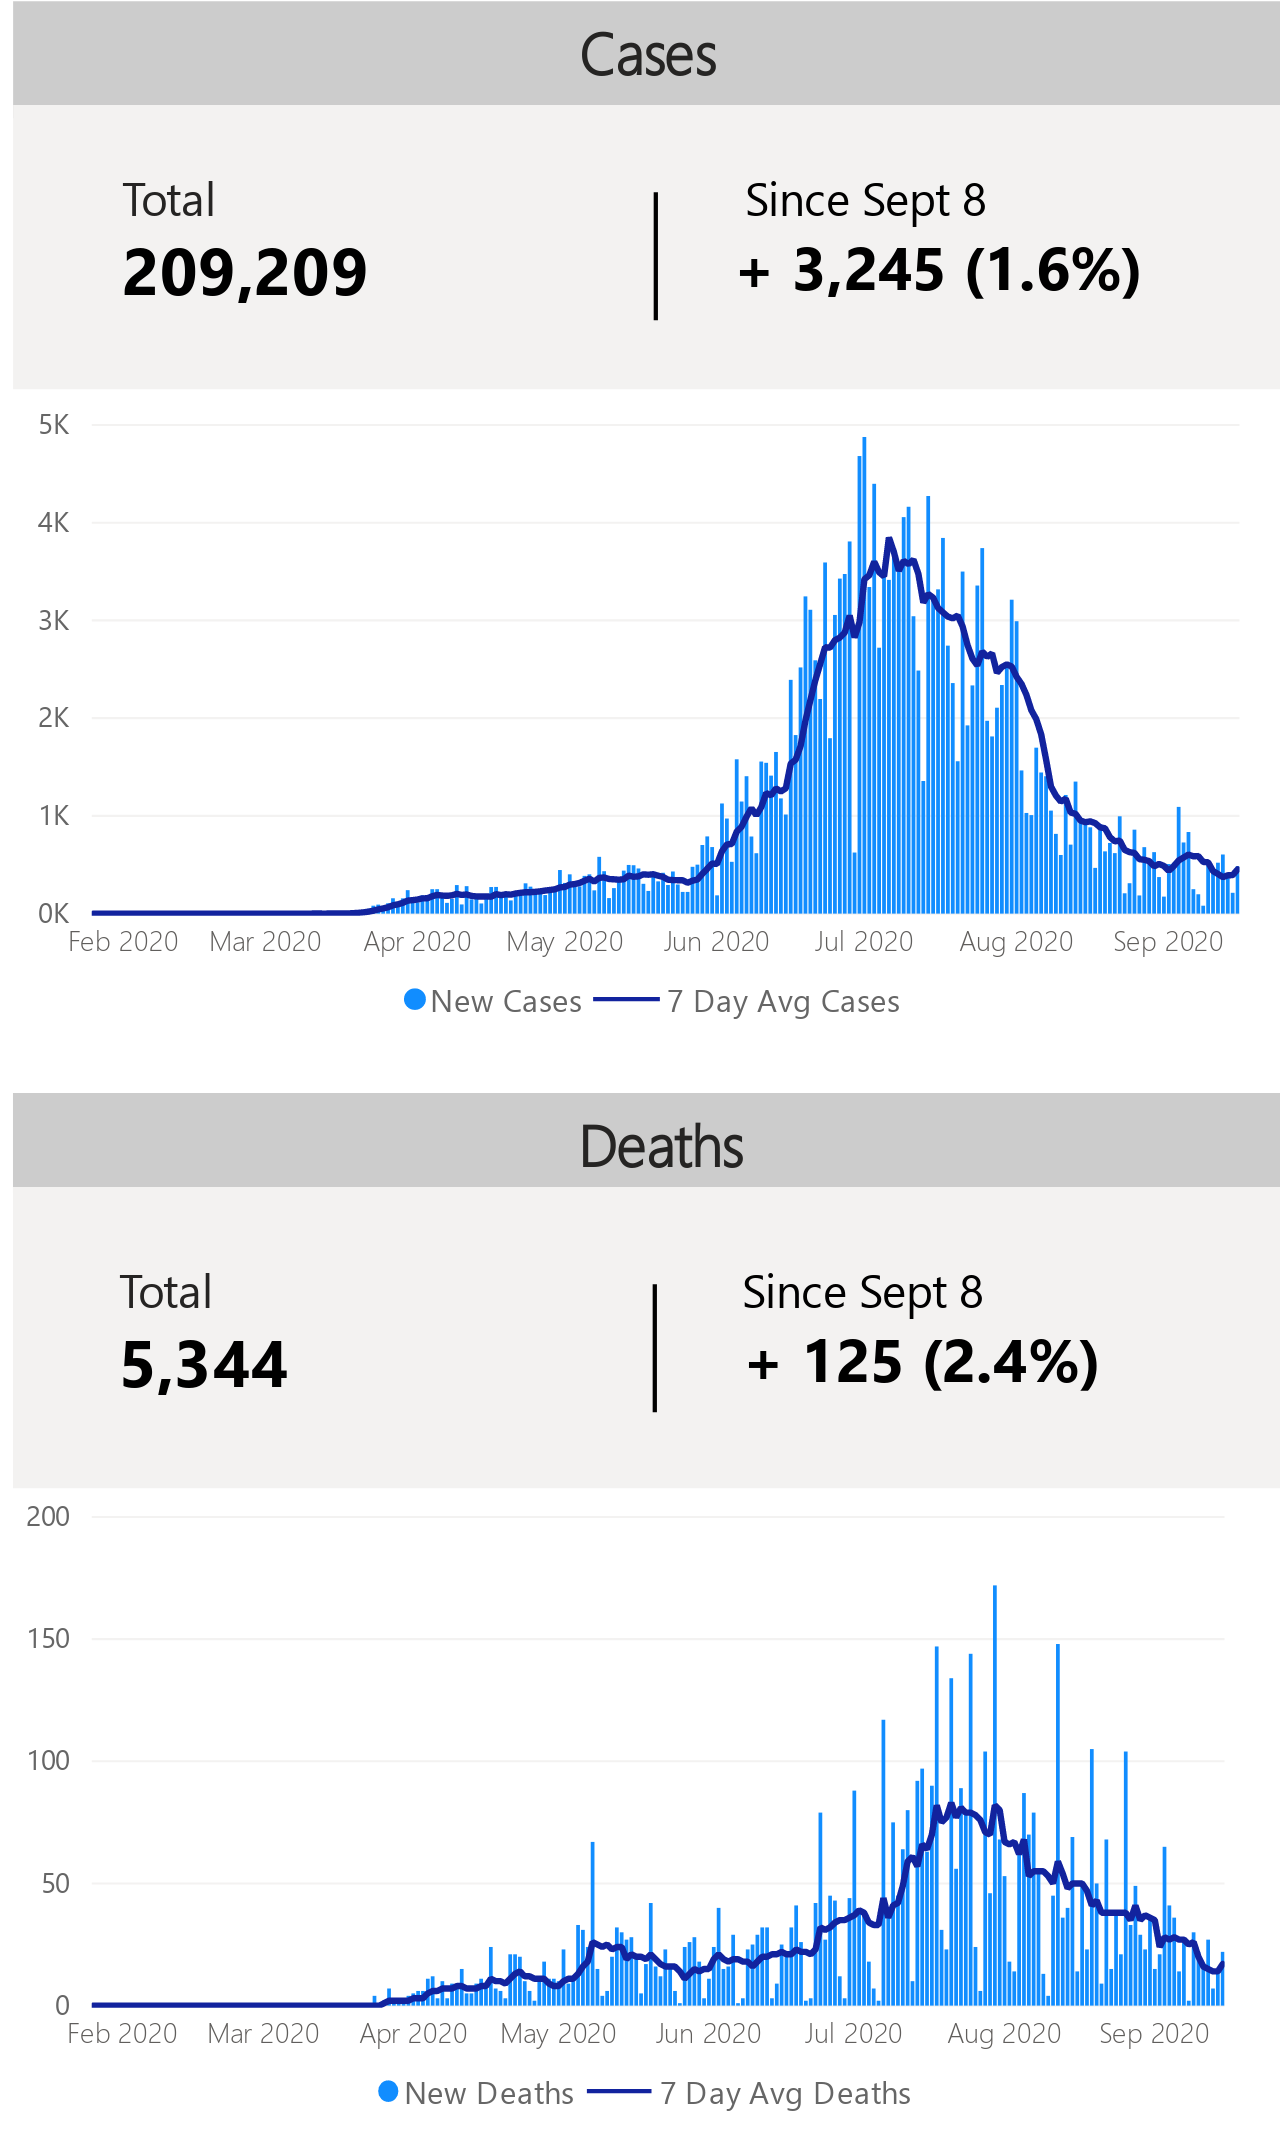 Cases
Total
209,209
Since Sept 8
+ 3,245 (1.6%)
5K
4K
3K
2K
1K
0K
Feb 2020 Mar 2020 Apr 2020 May 2020 Jun 2020 Jul 2020 Aug 2020 Sep 2020
New Cases 7 Day Avg Cases
Deaths
Total
5,344
Since Sept 8
+ 125 (2.4%)
200
150
100
50
0
Feb 2020 Mar 2020 Apr 2020 May 2020 Jun 2020 Jul 2020 Aug 2020 Sep 2020
New Deaths 7 Day Avg Deaths